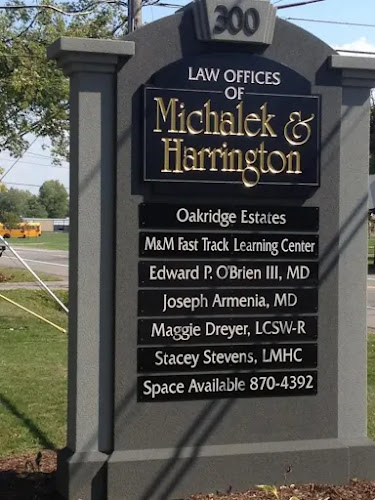 300
LAW OFFICES
OF
Michalek &
Harrington
Oakridge Estates
M&M Fast Track Learning Center
Edward P. O'Brien III, MD
Joseph Armenia, MD
Maggie Dreyer, LCSW-R
Stacey Stevens, LMHC
Space Available 870-4392